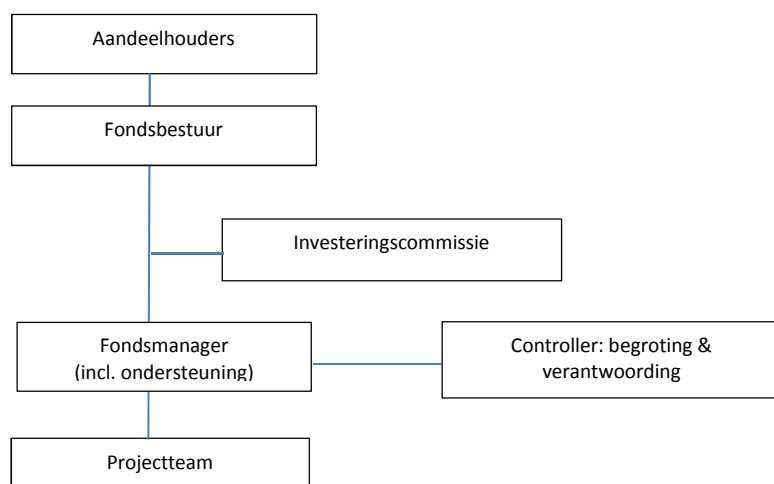 Aandeelhouders
Fondsbestuur
Investeringscommissie
Fondsmanager
(incl. ondersteuning)
Controller: begroting &
verantwoording
Projectteam